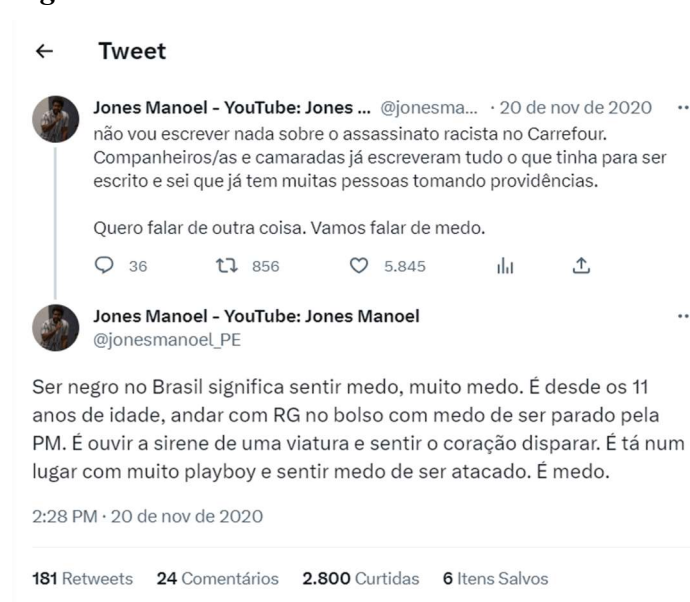 ← Tweet
Jones Manoel - YouTube: Jones ... @jonesma... · 20 de nov de 2020
não vou escrever nada sobre o assassinato racista no Carrefour.
Companheiros/as e camaradas já escreveram tudo o que tinha para ser
escrito e sei que já tem muitas pessoas tomando providências.
Quero falar de outra coisa. Vamos falar de medo.
36 856 5.845
Jones Manoel - YouTube: Jones Manoel
@jonesmanoel_PE
Ser negro no Brasil significa sentir medo, muito medo. É desde os 11
anos de idade, andar com RG no bolso com medo de ser parado pela
PM. É ouvir a sirene de uma viatura e sentir o coração disparar. É tá num
lugar com muito playboy e sentir medo de ser atacado. É medo.
2:28 PM · 20 de nov de 2020
181 Retweets 24 Comentários 2.800 Curtidas 6 Itens Salvos